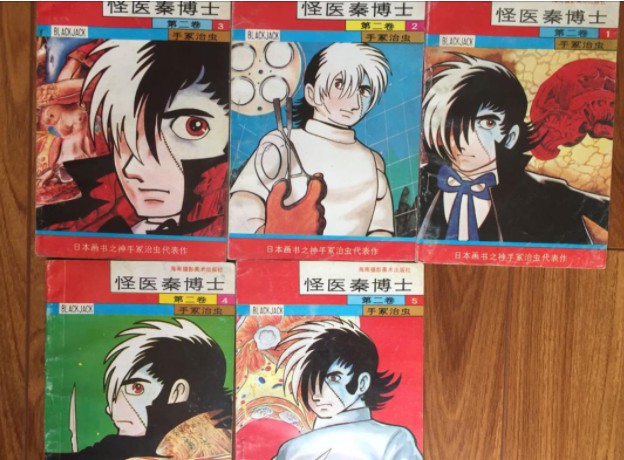 怪医秦博士
第二卷 3
BLACKJACK
手冢治虫
日本画书之神手冢治虫代表作
怪医秦博士
第二卷 2
BLACKJACK
手冢治虫
日本画书之神手冢治虫代表作
怪医秦博士
第二卷 1
BLACKJACK
手冢治虫
日本画书之神手冢治虫代表作
海南摄影美术出版社
怪医秦博士
第二卷 4
BLACKJACK
手冢治虫
海南摄影美术出版社
怪医秦博士
第二卷 5
BLACKJACK
手冢治虫